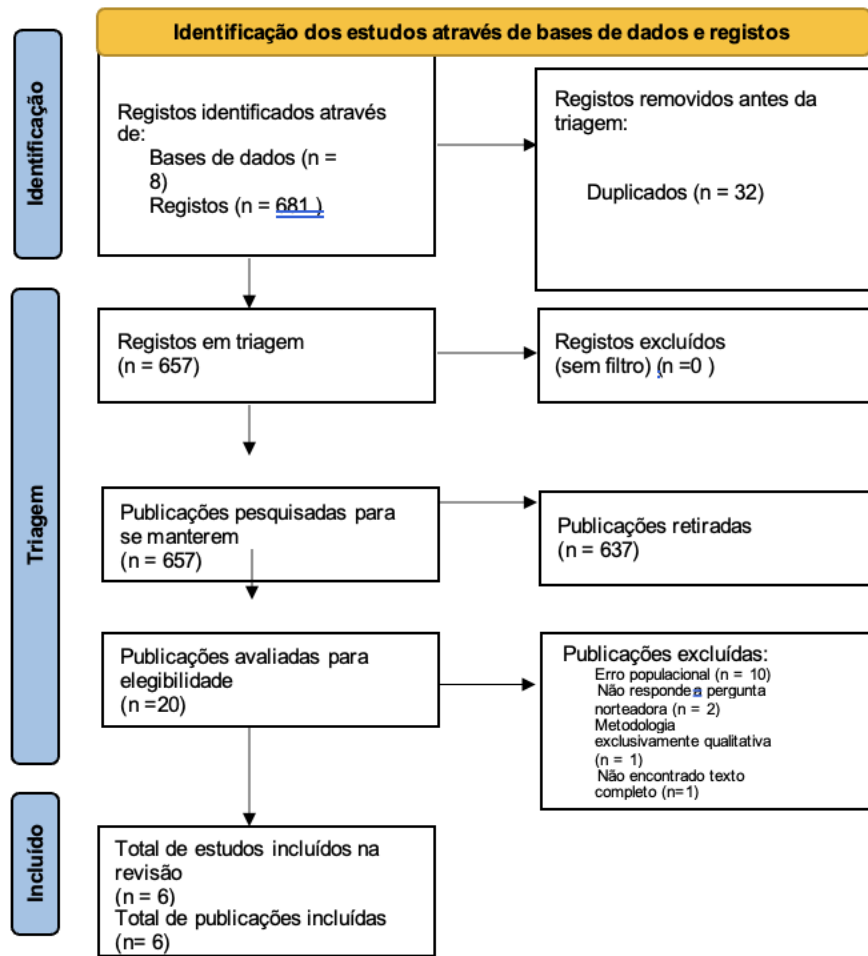 Identificação dos estudos através de bases de dados e registos
Identificação
Registos identificados através
de:
Bases de dados (n =
8)
Registos (n = 681 )
Registos removidos antes da
triagem:
Duplicados (n = 32)
Triagem
Registos em triagem
(n = 657)
Registos excluídos
(sem filtro) (n =0 )
Publicações pesquisadas para
se manterem
(n = 657)
Publicações retiradas
(n = 637)
Publicações avaliadas para
elegibilidade
(n =20)
Publicações excluídas:
Erro populacional (n = 10)
Não responde a pergunta
norteadora (n = 2)
Metodologia
exclusivamente qualitativa
(n = 1)
Não encontrado texto
completo (n=1)
Incluído
Total de estudos incluídos na
revisão
(n = 6)
Total de publicações incluídas
(n= 6)